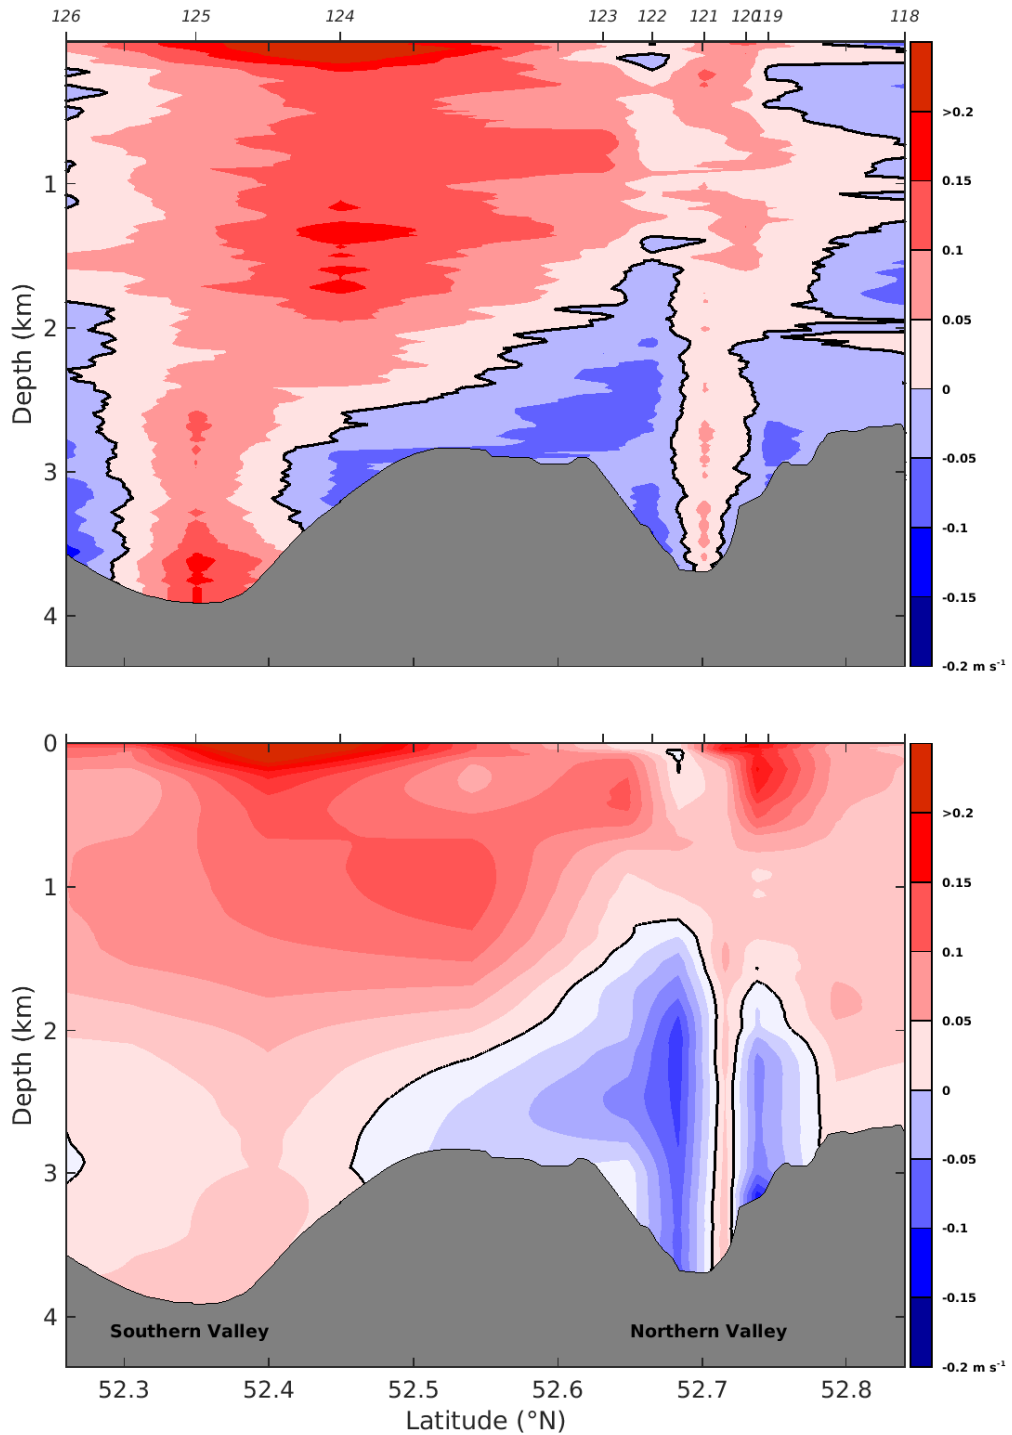 126 125 124 123 122 121 120 119 118
1
2
3
4
Depth (km)
>0.2
0.15
0.1
0.05
0
-0.05
-0.1
-0.15
-0.2 m s⁻¹
0
1
2
3
4
Depth (km)
>0.2
0.15
0.1
0.05
0
-0.05
-0.1
-0.15
-0.2 m s⁻¹
Southern Valley
Northern Valley
52.3 52.4 52.5 52.6 52.7 52.8
Latitude (°N)